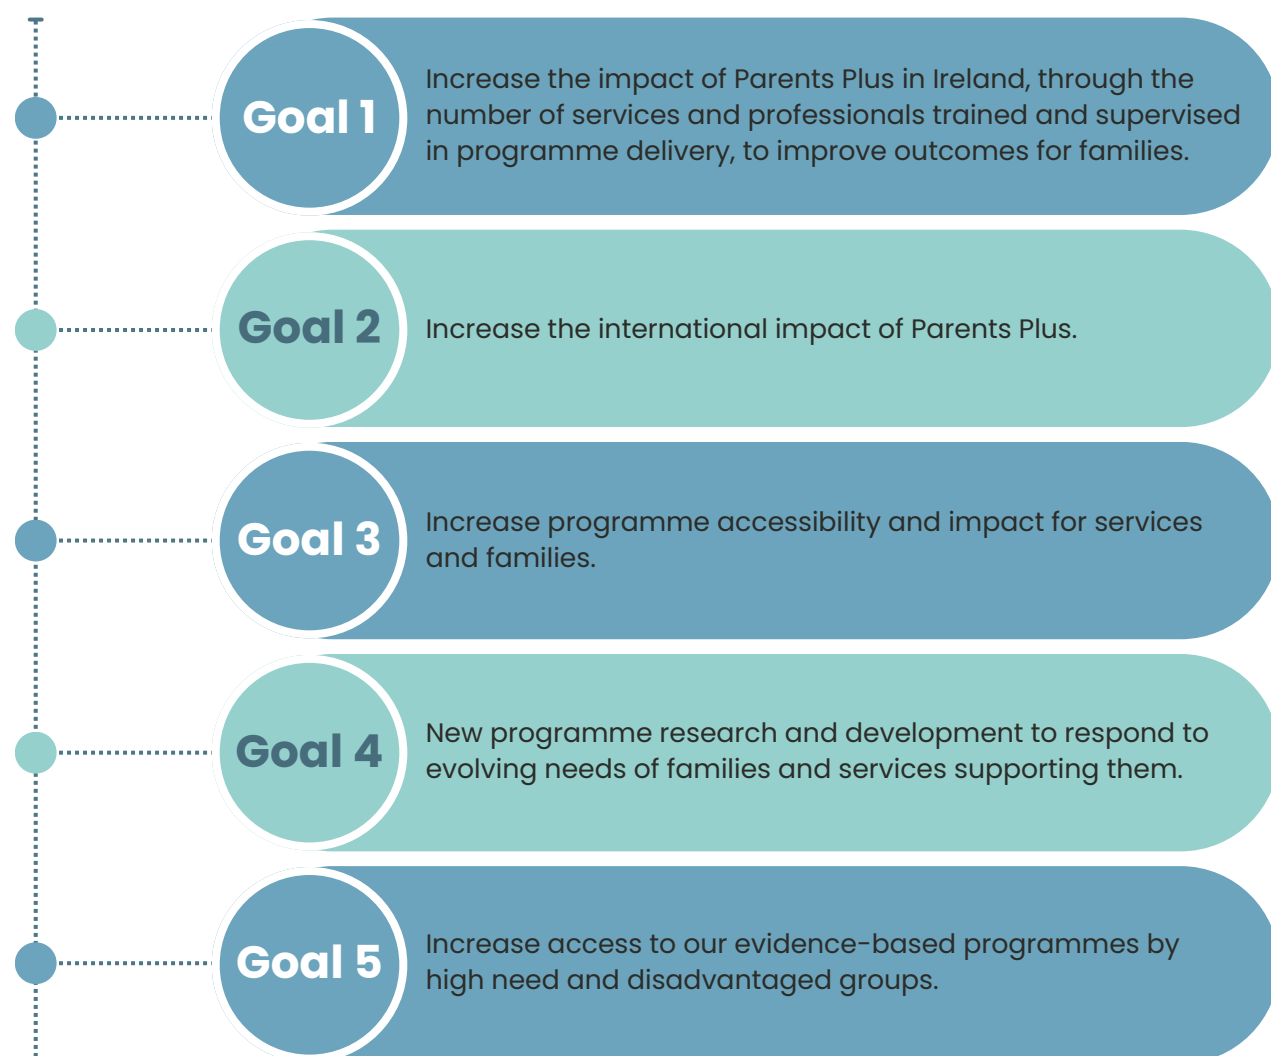 Goal 1
Increase the impact of Parents Plus in Ireland, through the
number of services and professionals trained and supervised
in programme delivery, to improve outcomes for families.
Goal 2
Increase the international impact of Parents Plus.
Goal 3
Increase programme accessibility and impact for services
and families.
Goal 4
New programme research and development to respond to
evolving needs of families and services supporting them.
Goal 5
Increase access to our evidence-based programmes by
high need and disadvantaged groups.